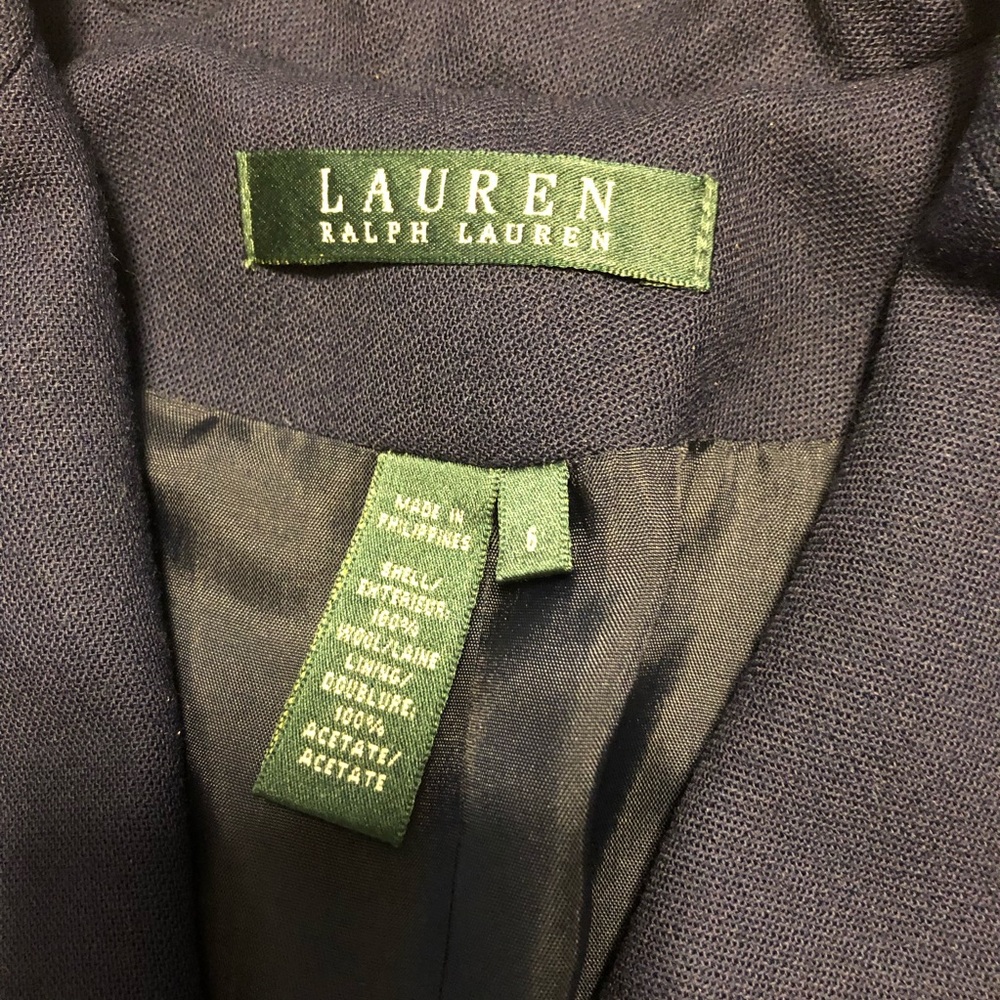 LAUREN
RALPH LAUREN
MADE IN
PHILIPPINES
6
SHELL/
EXTERIEUR:
100%
WOOL/LAINE
LINING/
DOUBLURE:
100%
ACETATE/
ACETATE